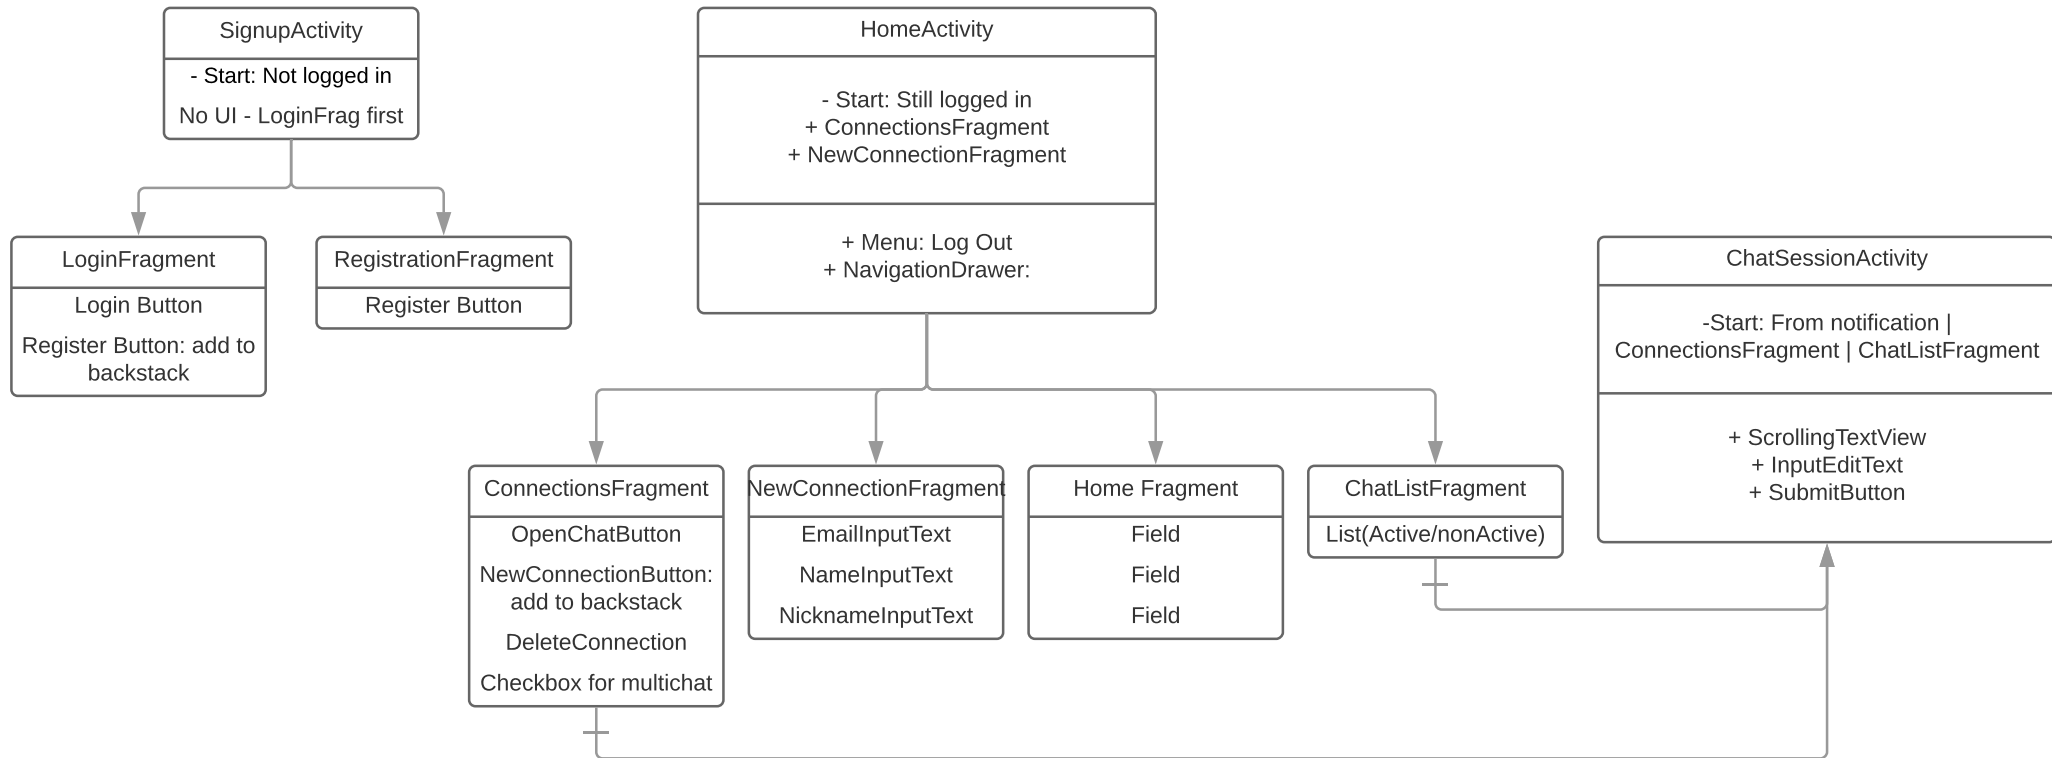 SignupActivity
- Start: Not logged in
No UI - LoginFrag first
HomeActivity
- Start: Still logged in
+ ConnectionsFragment
+ NewConnectionFragment
+ Menu: Log Out
+ NavigationDrawer:
LoginFragment
Login Button
Register Button: add to
backstack
RegistrationFragment
Register Button
ChatSessionActivity
-Start: From notification |
ConnectionsFragment | ChatListFragment
+ ScrollingTextView
+ InputEditText
+ SubmitButton
ConnectionsFragment
OpenChatButton
NewConnectionButton:
add to backstack
DeleteConnection
Checkbox for multichat
NewConnectionFragment
EmailInputText
NameInputText
NicknameInputText
Home Fragment
Field
Field
Field
ChatListFragment
List(Active/nonActive)